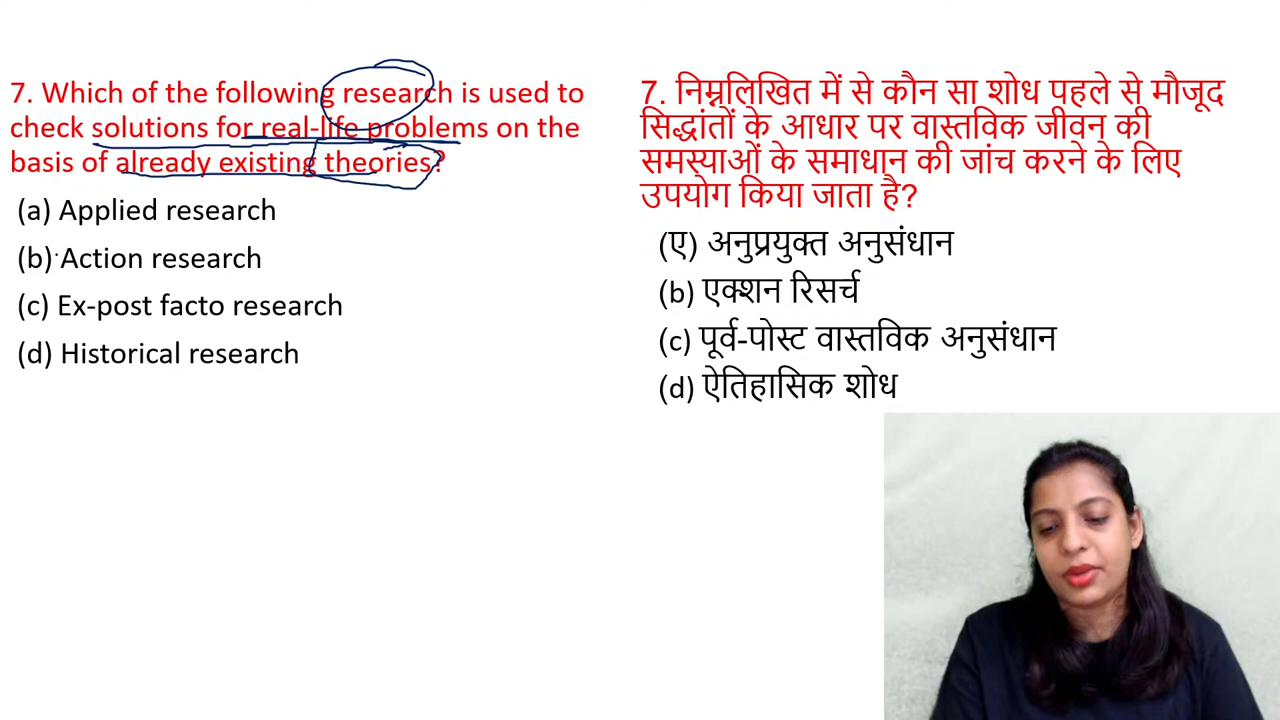 7. Which of the following research is used to
check solutions for real-life problems on the
basis of already existing theories?
(a) Applied research
(b) Action research
(c) Ex-post facto research
(d) Historical research
7. निम्नलिखित में से कौन सा शोध पहले से मौजूद
सिद्धांतों के आधार पर वास्तविक जीवन की
समस्याओं के समाधान की जांच करने के लिए
उपयोग किया जाता है?
(ए) अनुप्रयुक्त अनुसंधान
(b) एक्शन रिसर्च
(c) पूर्व-पोस्ट वास्तविक अनुसंधान
(d) ऐतिहासिक शोध